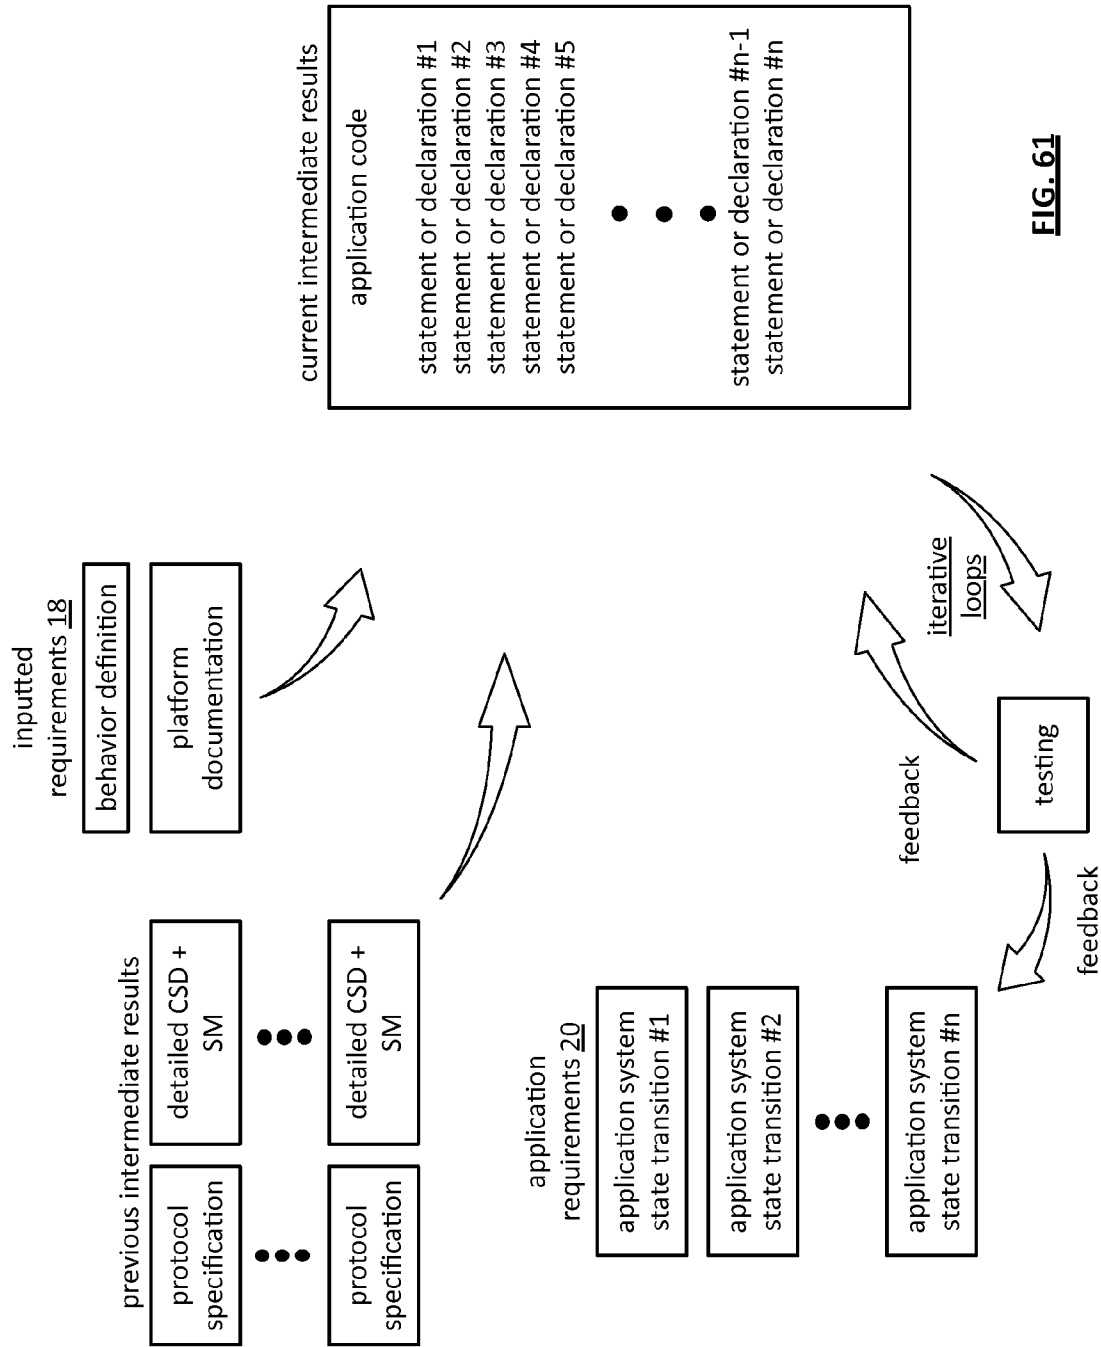 previous intermediate results
protocol
specification
protocol
specification
detailed CSD +
SM
detailed CSD +
SM
inputted
requirements 18
behavior definition
platform
documentation
current intermediate results
application code
statement or declaration #1
statement or declaration #2
statement or declaration #3
statement or declaration #4
statement or declaration #5
statement or declaration #n-1
statement or declaration #n
application
requirements 20
application system
state transition #1
application system
state transition #2
application system
state transition #n
feedback
testing
feedback
iterative
loops
FIG. 61